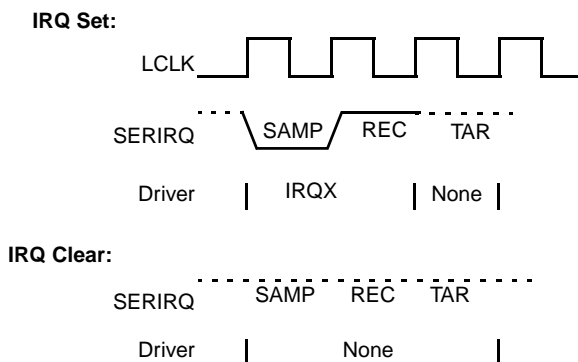 IRQ Set:
LCLK
SERIRQ SAMP REC TAR
Driver IRQX None
IRQ Clear:
SERIRQ SAMP REC TAR
Driver None